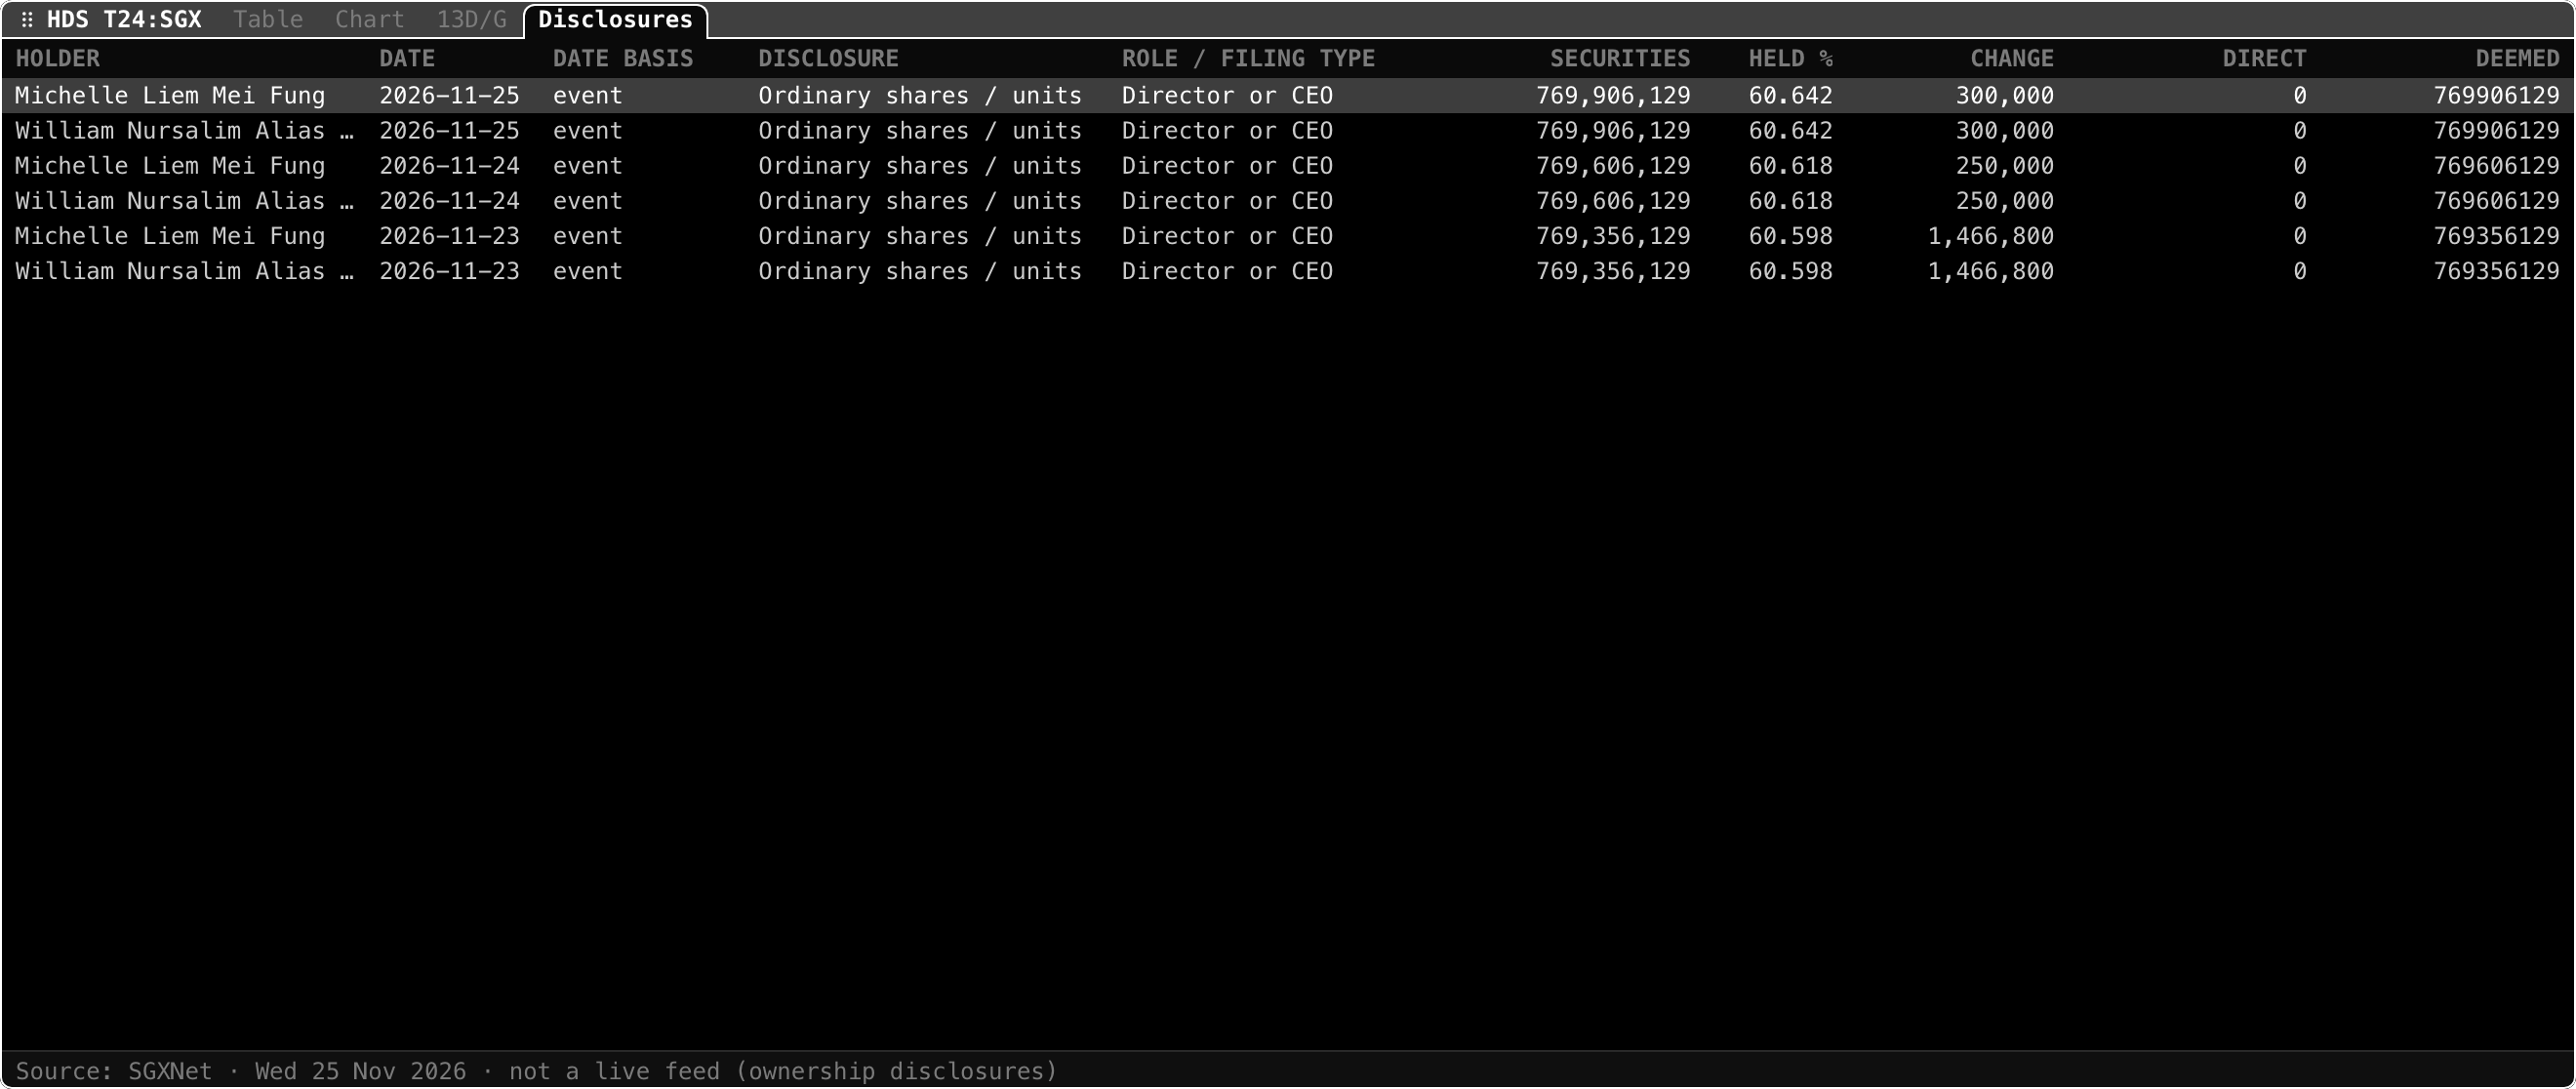 ⠿ HDS T24:SGX Table Chart 13D/G Disclosures
HOLDER DATE DATE BASIS DISCLOSURE ROLE / FILING TYPE SECURITIES HELD % CHANGE DIRECT DEEMED
Michelle Liem Mei Fung 2026-11-25 event Ordinary shares / units Director or CEO 769,906,129 60.642 300,000 0 769906129
William Nursalim Alias … 2026-11-25 event Ordinary shares / units Director or CEO 769,906,129 60.642 300,000 0 769906129
Michelle Liem Mei Fung 2026-11-24 event Ordinary shares / units Director or CEO 769,606,129 60.618 250,000 0 769606129
William Nursalim Alias … 2026-11-24 event Ordinary shares / units Director or CEO 769,606,129 60.618 250,000 0 769606129
Michelle Liem Mei Fung 2026-11-23 event Ordinary shares / units Director or CEO 769,356,129 60.598 1,466,800 0 769356129
William Nursalim Alias … 2026-11-23 event Ordinary shares / units Director or CEO 769,356,129 60.598 1,466,800 0 769356129
Source: SGXNet · Wed 25 Nov 2026 · not a live feed (ownership disclosures)